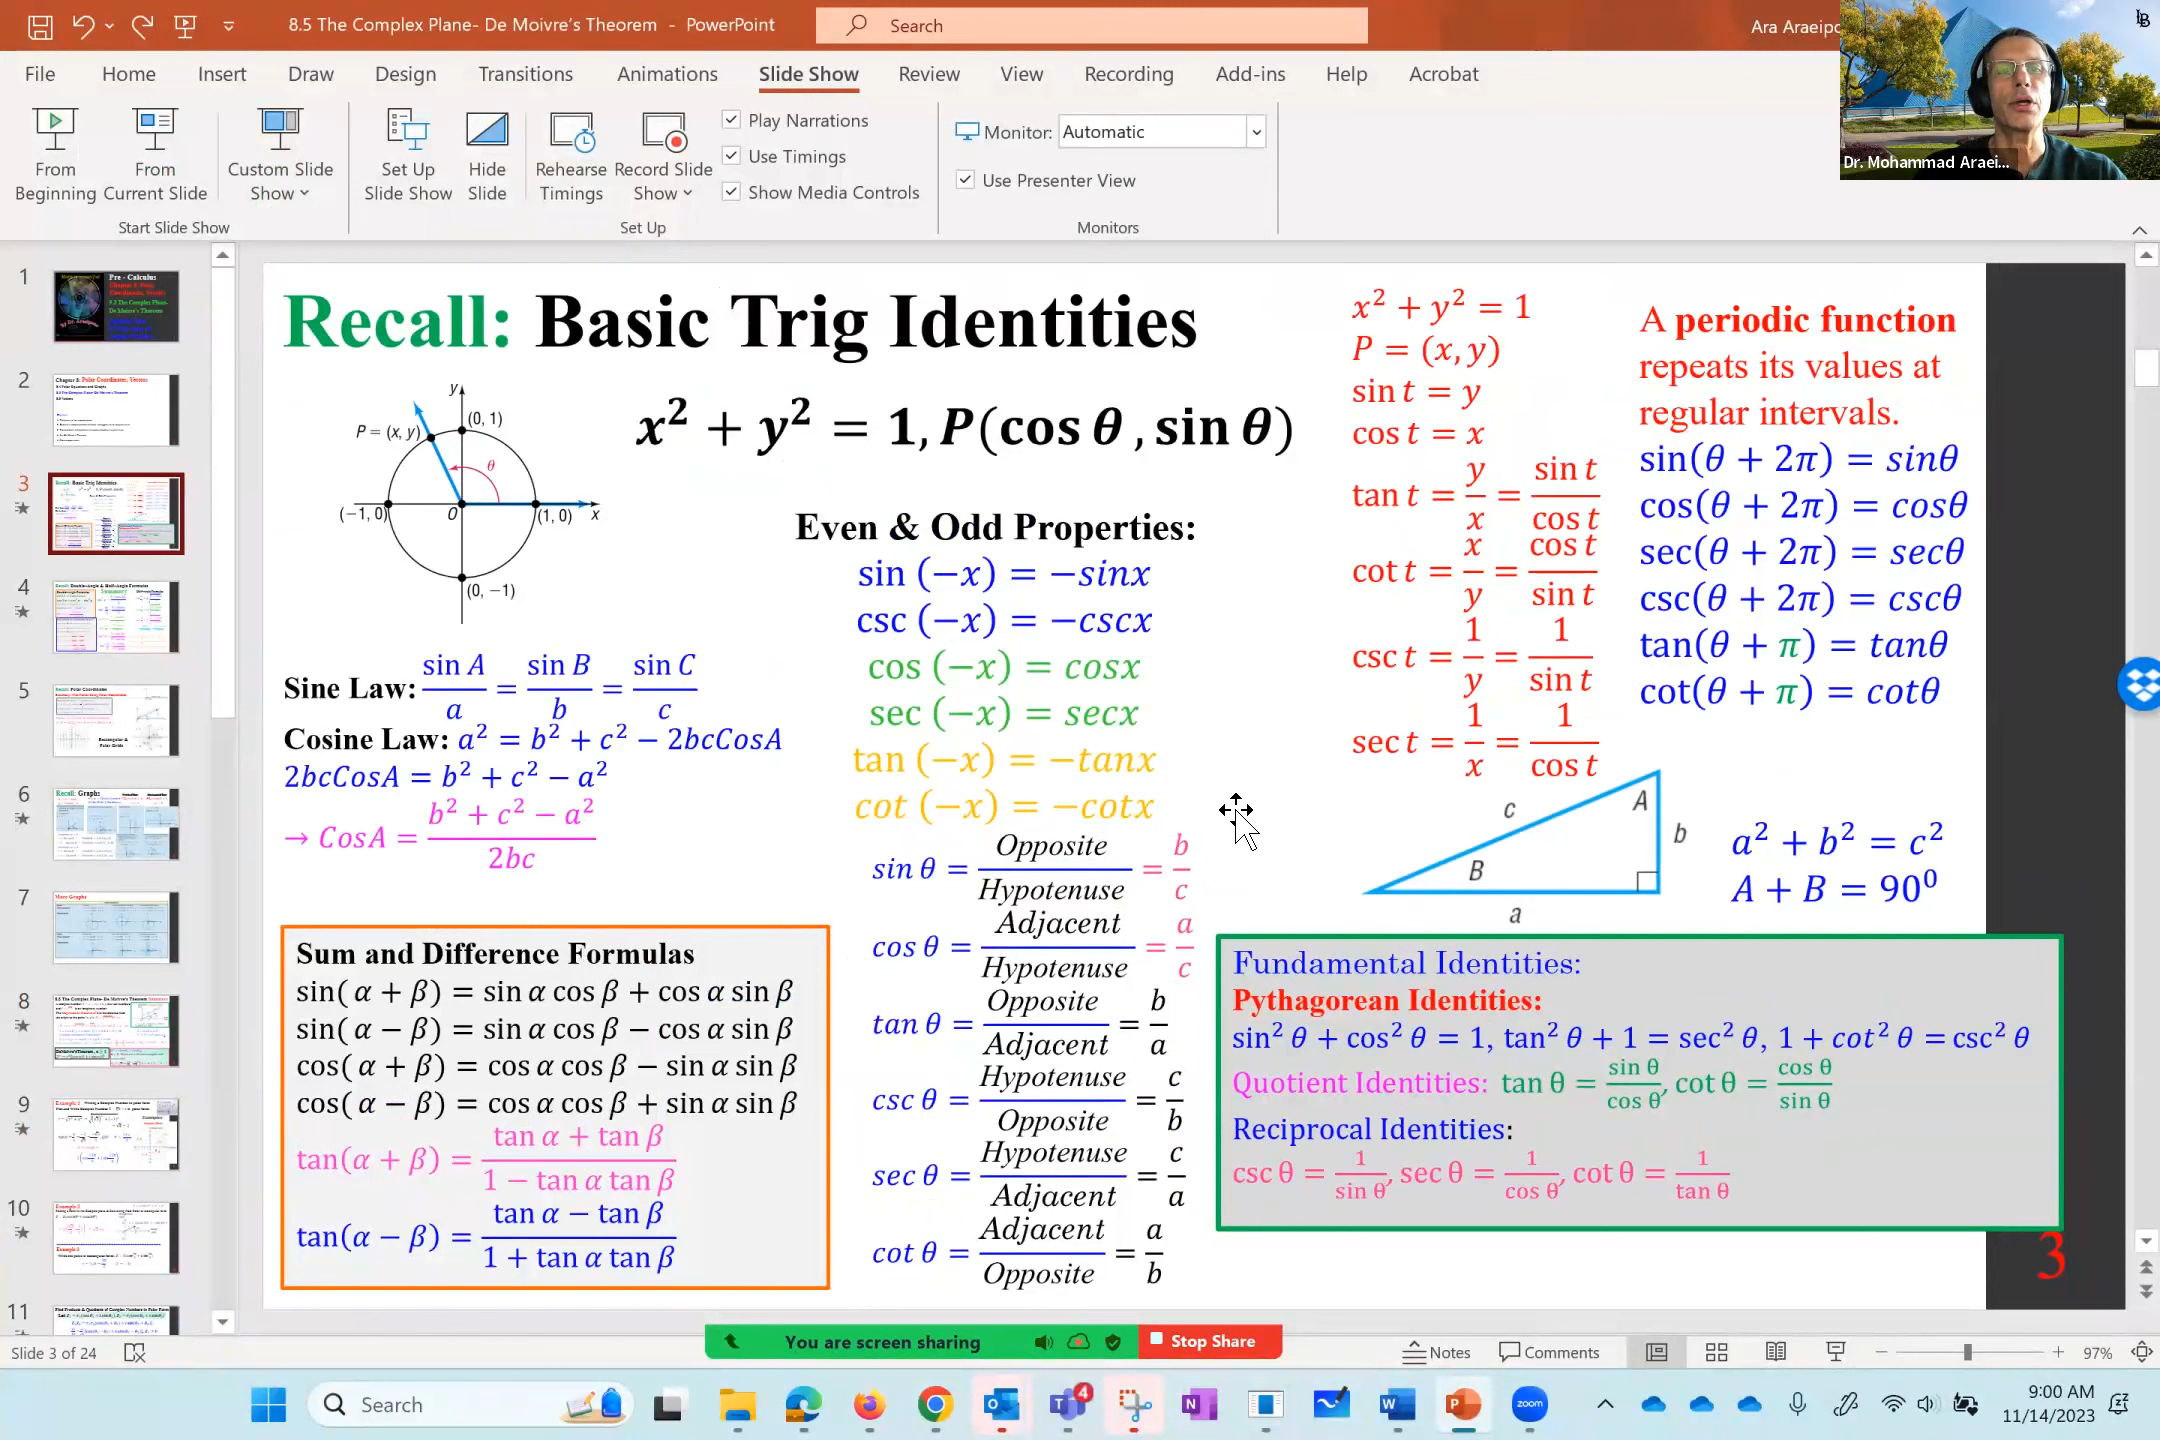 8.5 The Complex Plane- De Moivre's Theorem - PowerPoint
Search
Ara Araeipo
File Home Insert Draw Design Transitions Animations Slide Show Review View Recording Add-ins Help Acrobat
From Beginning
From Current Slide
Custom Slide Show
Set Up Slide Show
Hide Slide
Rehearse Timings
Record Slide Show
Play Narrations
Use Timings
Show Media Controls
Monitor: Automatic
Use Presenter View
Start Slide Show
Set Up
Monitors
Dr. Mohammad Araei...
1
2
3
4
5
6
7
8
9
10
11
Recall: Basic Trig Identities
x² + y² = 1, P(cos θ, sin θ)
y
(0, 1)
P = (x, y)
θ
(−1, 0)
O
(1, 0)
x
(0, −1)
Sine Law: sin A / a = sin B / b = sin C / c
Cosine Law: a² = b² + c² − 2bcCosA
2bcCosA = b² + c² − a²
→ CosA = (b² + c² − a²) / 2bc
Sum and Difference Formulas
sin( α + β) = sin α cos β + cos α sin β
sin( α − β) = sin α cos β − cos α sin β
cos( α + β) = cos α cos β − sin α sin β
cos( α − β) = cos α cos β + sin α sin β
tan(α + β) = (tan α + tan β) / (1 − tan α tan β)
tan(α − β) = (tan α − tan β) / (1 + tan α tan β)
Even & Odd Properties:
sin (−x) = −sinx
csc (−x) = −cscx
cos (−x) = cosx
sec (−x) = secx
tan (−x) = −tanx
cot (−x) = −cotx
sin θ = Opposite / Hypotenuse = b / c
cos θ = Adjacent / Hypotenuse = a / c
tan θ = Opposite / Adjacent = b / a
csc θ = Hypotenuse / Opposite = c / b
sec θ = Hypotenuse / Adjacent = c / a
cot θ = Adjacent / Opposite = a / b
x² + y² = 1
P = (x, y)
sin t = y
cos t = x
tan t = y / x = sin t / cos t
cot t = x / y = cos t / sin t
csc t = 1 / y = 1 / sin t
sec t = 1 / x = 1 / cos t
A periodic function
repeats its values at
regular intervals.
sin(θ + 2π) = sinθ
cos(θ + 2π) = cosθ
sec(θ + 2π) = secθ
csc(θ + 2π) = cscθ
tan(θ + π) = tanθ
cot(θ + π) = cotθ
c
A
b
B
a
a² + b² = c²
A + B = 90⁰
Fundamental Identities:
Pythagorean Identities:
sin² θ + cos² θ = 1, tan² θ + 1 = sec² θ, 1 + cot² θ = csc² θ
Quotient Identities: tan θ = sin θ / cos θ, cot θ = cos θ / sin θ
Reciprocal Identities:
csc θ = 1 / sin θ, sec θ = 1 / cos θ, cot θ = 1 / tan θ
3
You are screen sharing
Stop Share
Slide 3 of 24
Notes
Comments
97%
Search
4
zoom
9:00 AM
11/14/2023